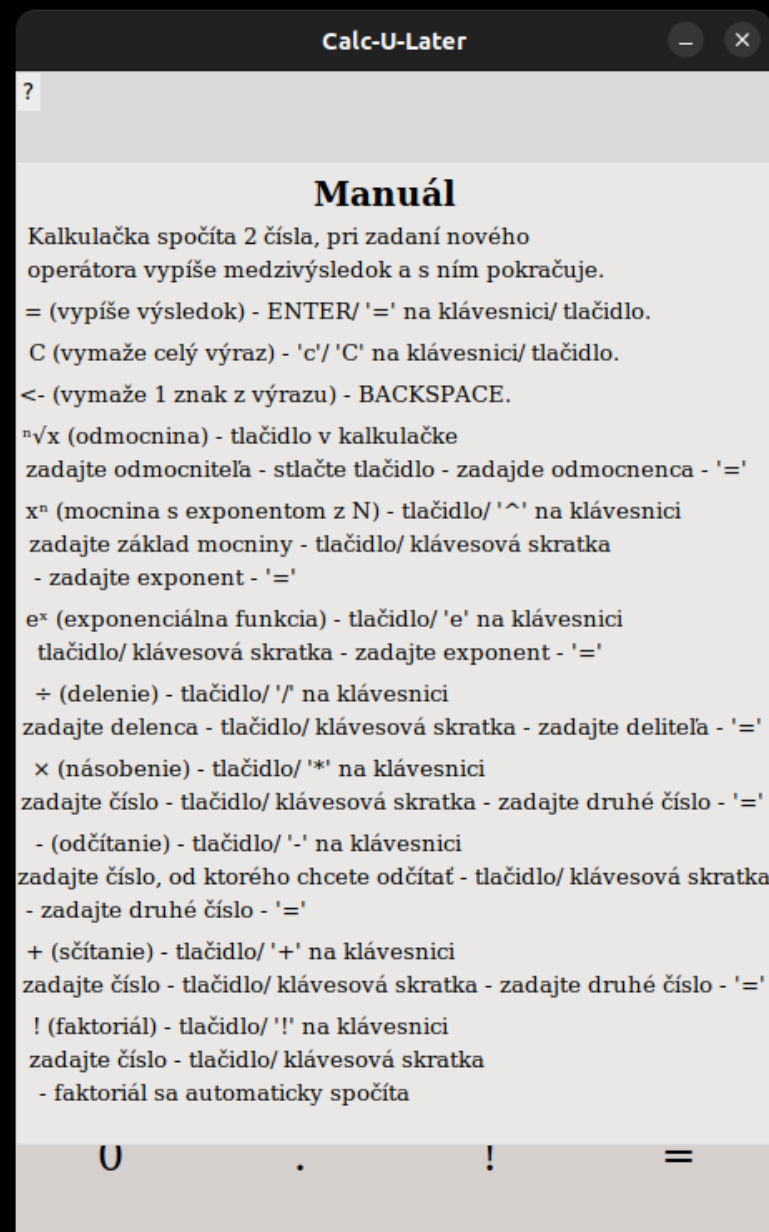 Calc-U-Later
?
Manuál
Kalkulačka spočíta 2 čísla, pri zadaní nového
operátora vypíše medzivýsledok a s ním pokračuje.
= (vypíše výsledok) - ENTER/ '=' na klávesnici/ tlačidlo.
C (vymaže celý výraz) - 'c'/ 'C' na klávesnici/ tlačidlo.
<- (vymaže 1 znak z výrazu) - BACKSPACE.
ⁿ√x (odmocnina) - tlačidlo v kalkulačke
zadajte odmocniteľa - stlačte tlačidlo - zadajde odmocnenca - '='
xⁿ (mocnina s exponentom z N) - tlačidlo/ '^' na klávesnici
zadajte základ mocniny - tlačidlo/ klávesová skratka
- zadajte exponent - '='
eˣ (exponenciálna funkcia) - tlačidlo/ 'e' na klávesnici
tlačidlo/ klávesová skratka - zadajte exponent - '='
÷ (delenie) - tlačidlo/ '/' na klávesnici
zadajte delenca - tlačidlo/ klávesová skratka - zadajte deliteľa - '='
× (násobenie) - tlačidlo/ '*' na klávesnici
zadajte číslo - tlačidlo/ klávesová skratka - zadajte druhé číslo - '='
- (odčítanie) - tlačidlo/ '-' na klávesnici
zadajte číslo, od ktorého chcete odčítať - tlačidlo/ klávesová skratka
- zadajte druhé číslo - '='
+ (sčítanie) - tlačidlo/ '+' na klávesnici
zadajte číslo - tlačidlo/ klávesová skratka - zadajte druhé číslo - '='
! (faktoriál) - tlačidlo/ '!' na klávesnici
zadajte číslo - tlačidlo/ klávesová skratka
- faktoriál sa automaticky spočíta
0 . ! =